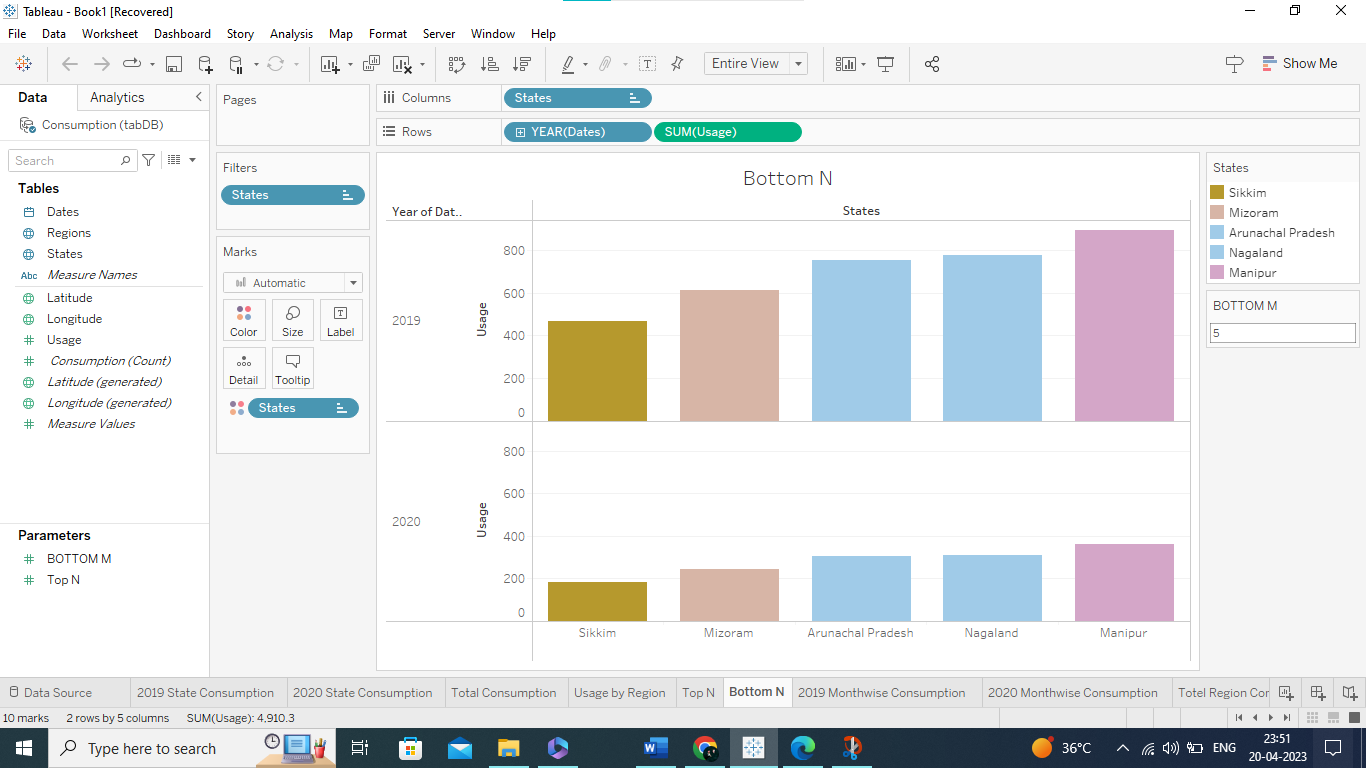 Tableau - Book1 [Recovered]
File Data Worksheet Dashboard Story Analysis Map Format Server Window Help
Entire View
Show Me
Data Analytics
Consumption (tabDB)
Search
Tables
Dates
Regions
States
Abc Measure Names
Latitude
Longitude
Usage
Consumption (Count)
Latitude (generated)
Longitude (generated)
Measure Values
Parameters
BOTTOM M
Top N
Pages
Filters
States
Marks
Automatic
Color Size Label
Detail Tooltip
States
Columns States
Rows YEAR(Dates) SUM(Usage)
Bottom N
Year of Dat.. States
2019
Usage
800
600
400
200
0
2020
Usage
800
600
400
200
0
Sikkim Mizoram Arunachal Pradesh Nagaland Manipur
States
Sikkim
Mizoram
Arunachal Pradesh
Nagaland
Manipur
BOTTOM M
5
Data Source 2019 State Consumption 2020 State Consumption Total Consumption Usage by Region Top N Bottom N 2019 Monthwise Consumption 2020 Monthwise Consumption Totel Region Cor
10 marks 2 rows by 5 columns SUM(Usage): 4,910.3
Type here to search
36°C
ENG
23:51
20-04-2023